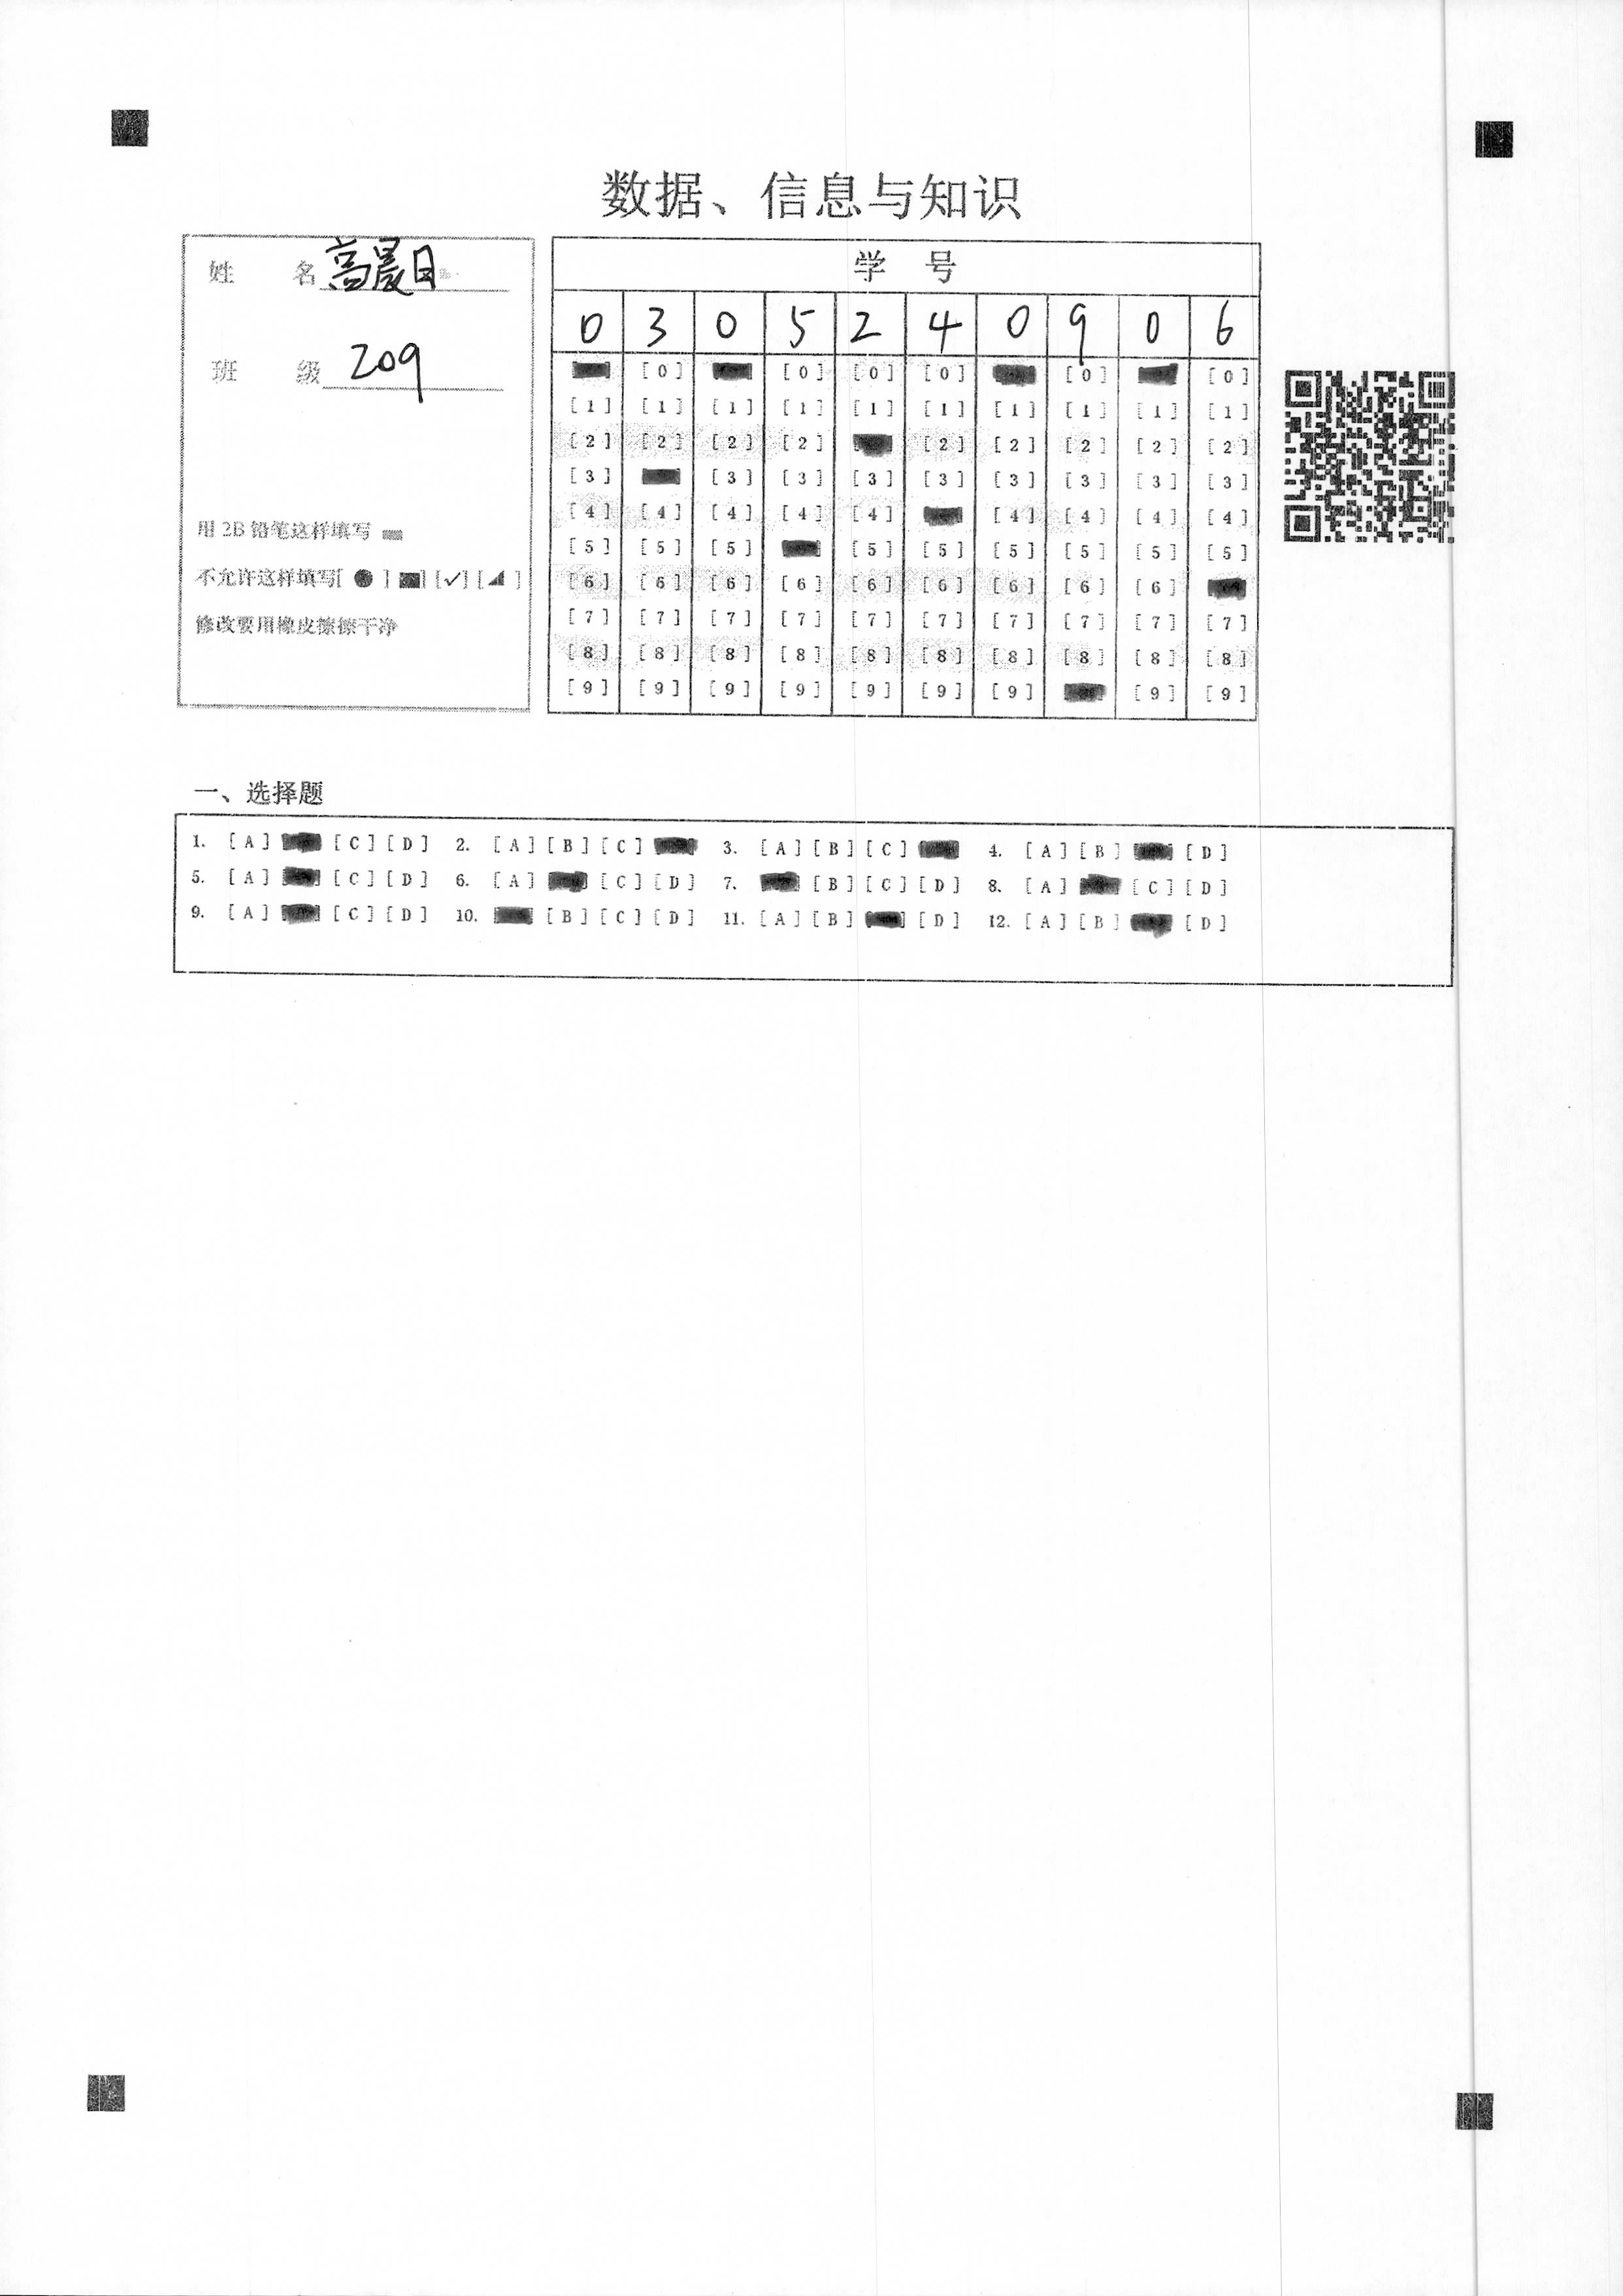 数据、信息与知识
姓 名 高晨日
班 级 209
用 2B 铅笔这样填写
不允许这样填写[ ● ] [■] [✓] [◢ ]
修改要用橡皮擦擦干净
学 号
0 3 0 5 2 4 0 9 0 6
[0] [0] [0] [0] [0] [0]
[1] [1] [1] [1] [1] [1] [1] [1] [1] [1]
[2] [2] [2] [2] [2] [2] [2] [2] [2]
[3] [3] [3] [3] [3] [3] [3] [3] [3]
[4] [4] [4] [4] [4] [4] [4] [4] [4]
[5] [5] [5] [5] [5] [5] [5] [5] [5]
[6] [6] [6] [6] [6] [6] [6] [6] [6]
[7] [7] [7] [7] [7] [7] [7] [7] [7] [7]
[8] [8] [8] [8] [8] [8] [8] [8] [8] [8]
[9] [9] [9] [9] [9] [9] [9] [9] [9]
一、选择题
1. [A] [C] [D] 2. [A] [B] [C] 3. [A] [B] [C] 4. [A] [B] [D]
5. [A] [C] [D] 6. [A] [C] [D] 7. [B] [C] [D] 8. [A] [C] [D]
9. [A] [C] [D] 10. [B] [C] [D] 11. [A] [B] [D] 12. [A] [B] [D]